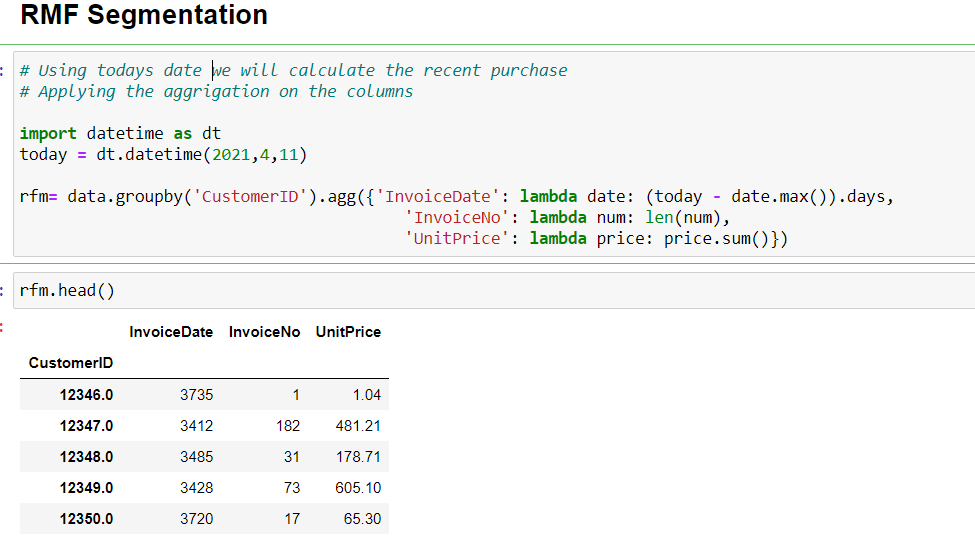 RMF Segmentation
# Using todays date we will calculate the recent purchase
# Applying the aggrigation on the columns
import datetime as dt
today = dt.datetime(2021,4,11)
rfm= data.groupby('CustomerID').agg({'InvoiceDate': lambda date: (today - date.max()).days,
'InvoiceNo': lambda num: len(num),
'UnitPrice': lambda price: price.sum()})
rfm.head()
InvoiceDate InvoiceNo UnitPrice
CustomerID
12346.0 3735 1 1.04
12347.0 3412 182 481.21
12348.0 3485 31 178.71
12349.0 3428 73 605.10
12350.0 3720 17 65.30